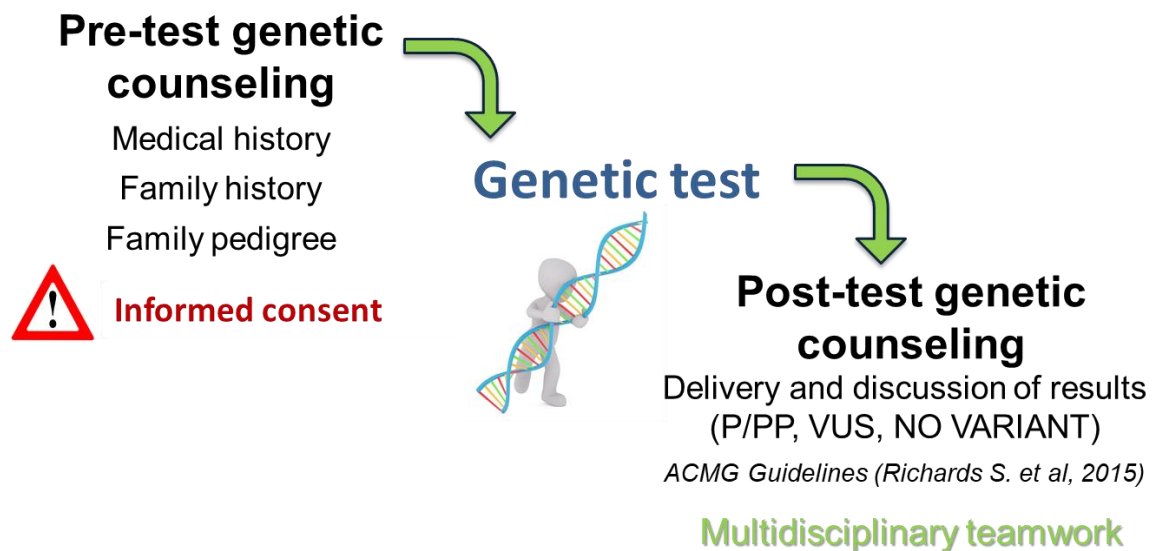 Pre-test genetic
counseling
Medical history
Family history
Family pedigree
! Informed consent
Genetic test
Post-test genetic
counseling
Delivery and discussion of results
(P/PP, VUS, NO VARIANT)
ACMG Guidelines (Richards S. et al, 2015)
Multidisciplinary teamwork